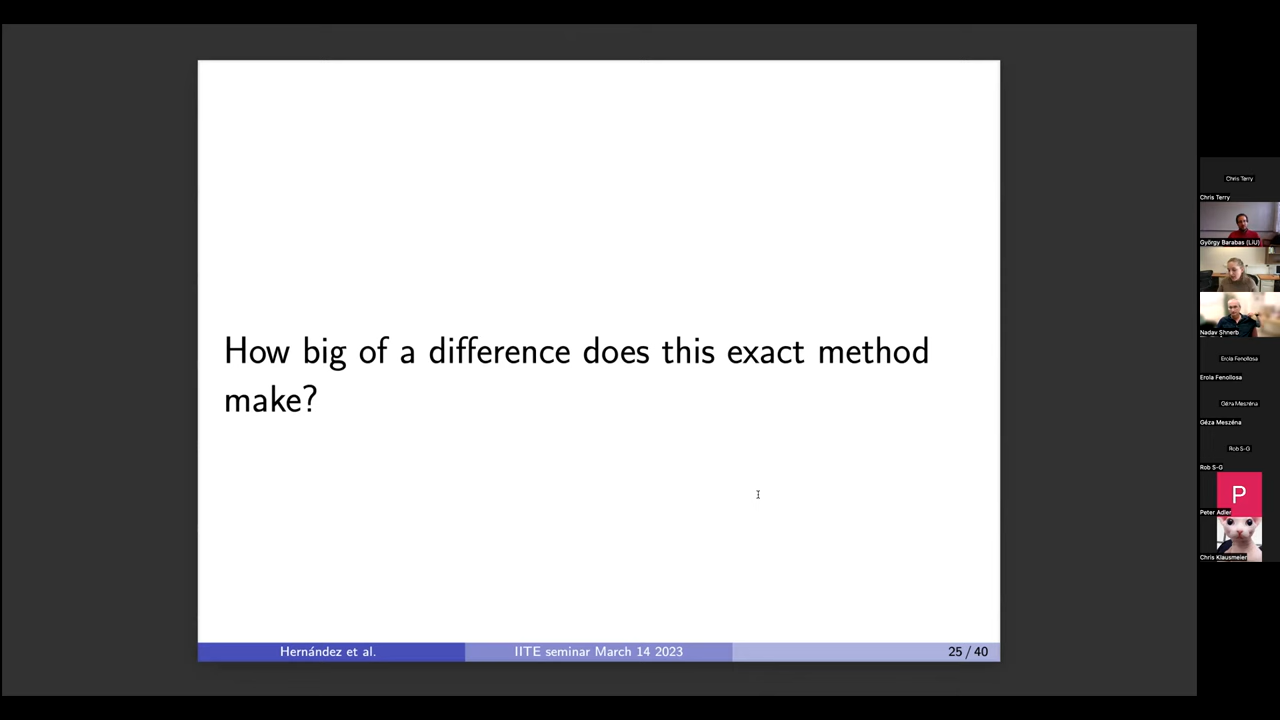 How big of a difference does this exact method
make?
Hernández et al.
IITE seminar March 14 2023
25 / 40
Chris Terry
Chris Terry
György Barabas (LiU)
Nadav Shnerb
Erola Fenollosa
Erola Fenollosa
Géza Meszéna
Géza Meszéna
Rob S-G
Rob S-G
P
Peter Adler
Chris Klausmeier